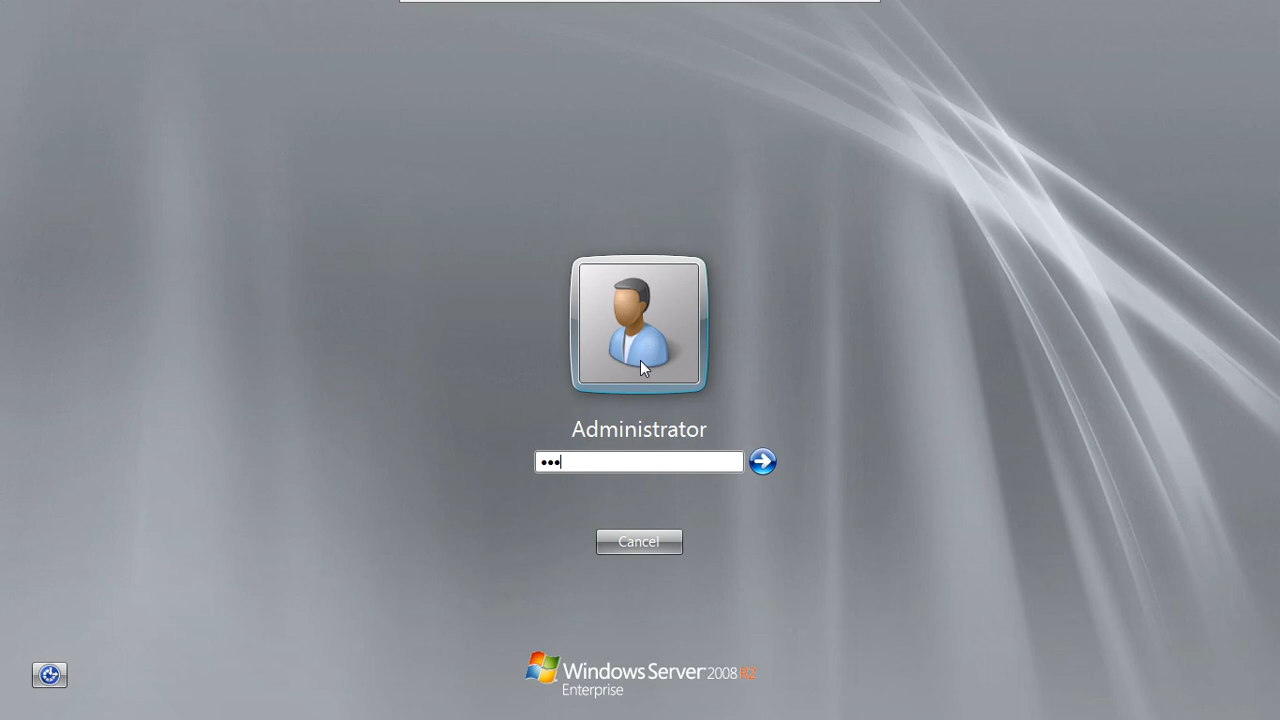 Administrator
•••
Cancel
Windows Server 2008 R2
Enterprise